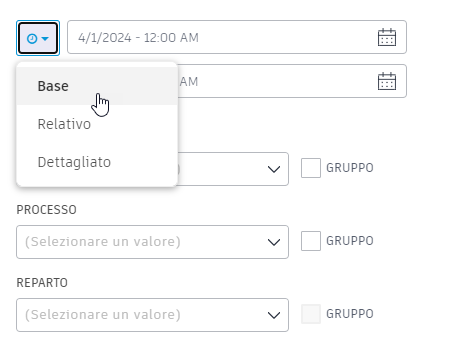 4/1/2024 - 12:00 AM
AM
Base
Relativo
Dettagliato
GRUPPO
PROCESSO
(Selezionare un valore)
GRUPPO
REPARTO
(Selezionare un valore)
GRUPPO